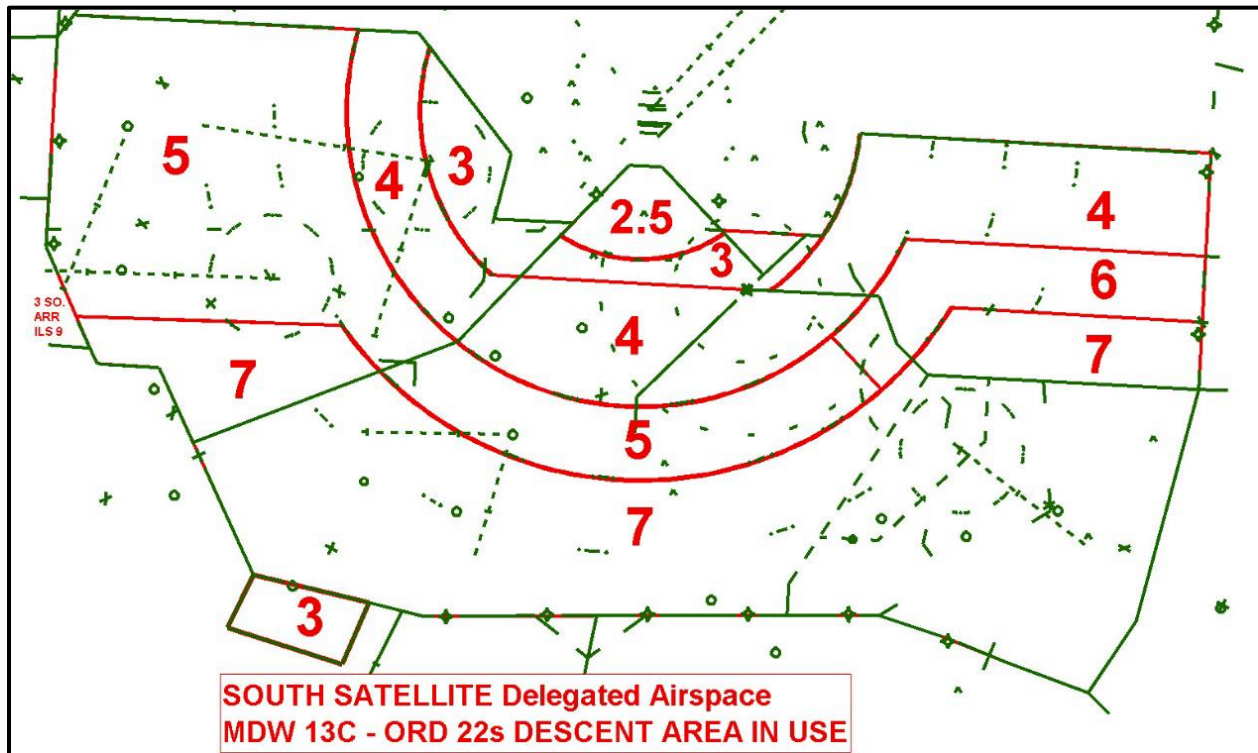 5
4
3
2.5
3
4
6
7
3 SO.
ARR
ILS 9
7
4
5
7
3
SOUTH SATELLITE Delegated Airspace
MDW 13C - ORD 22s DESCENT AREA IN USE